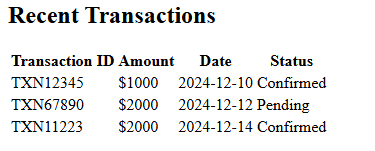 Recent Transactions
Transaction ID Amount Date Status
TXN12345 $1000 2024-12-10 Confirmed
TXN67890 $2000 2024-12-12 Pending
TXN11223 $2000 2024-12-14 Confirmed